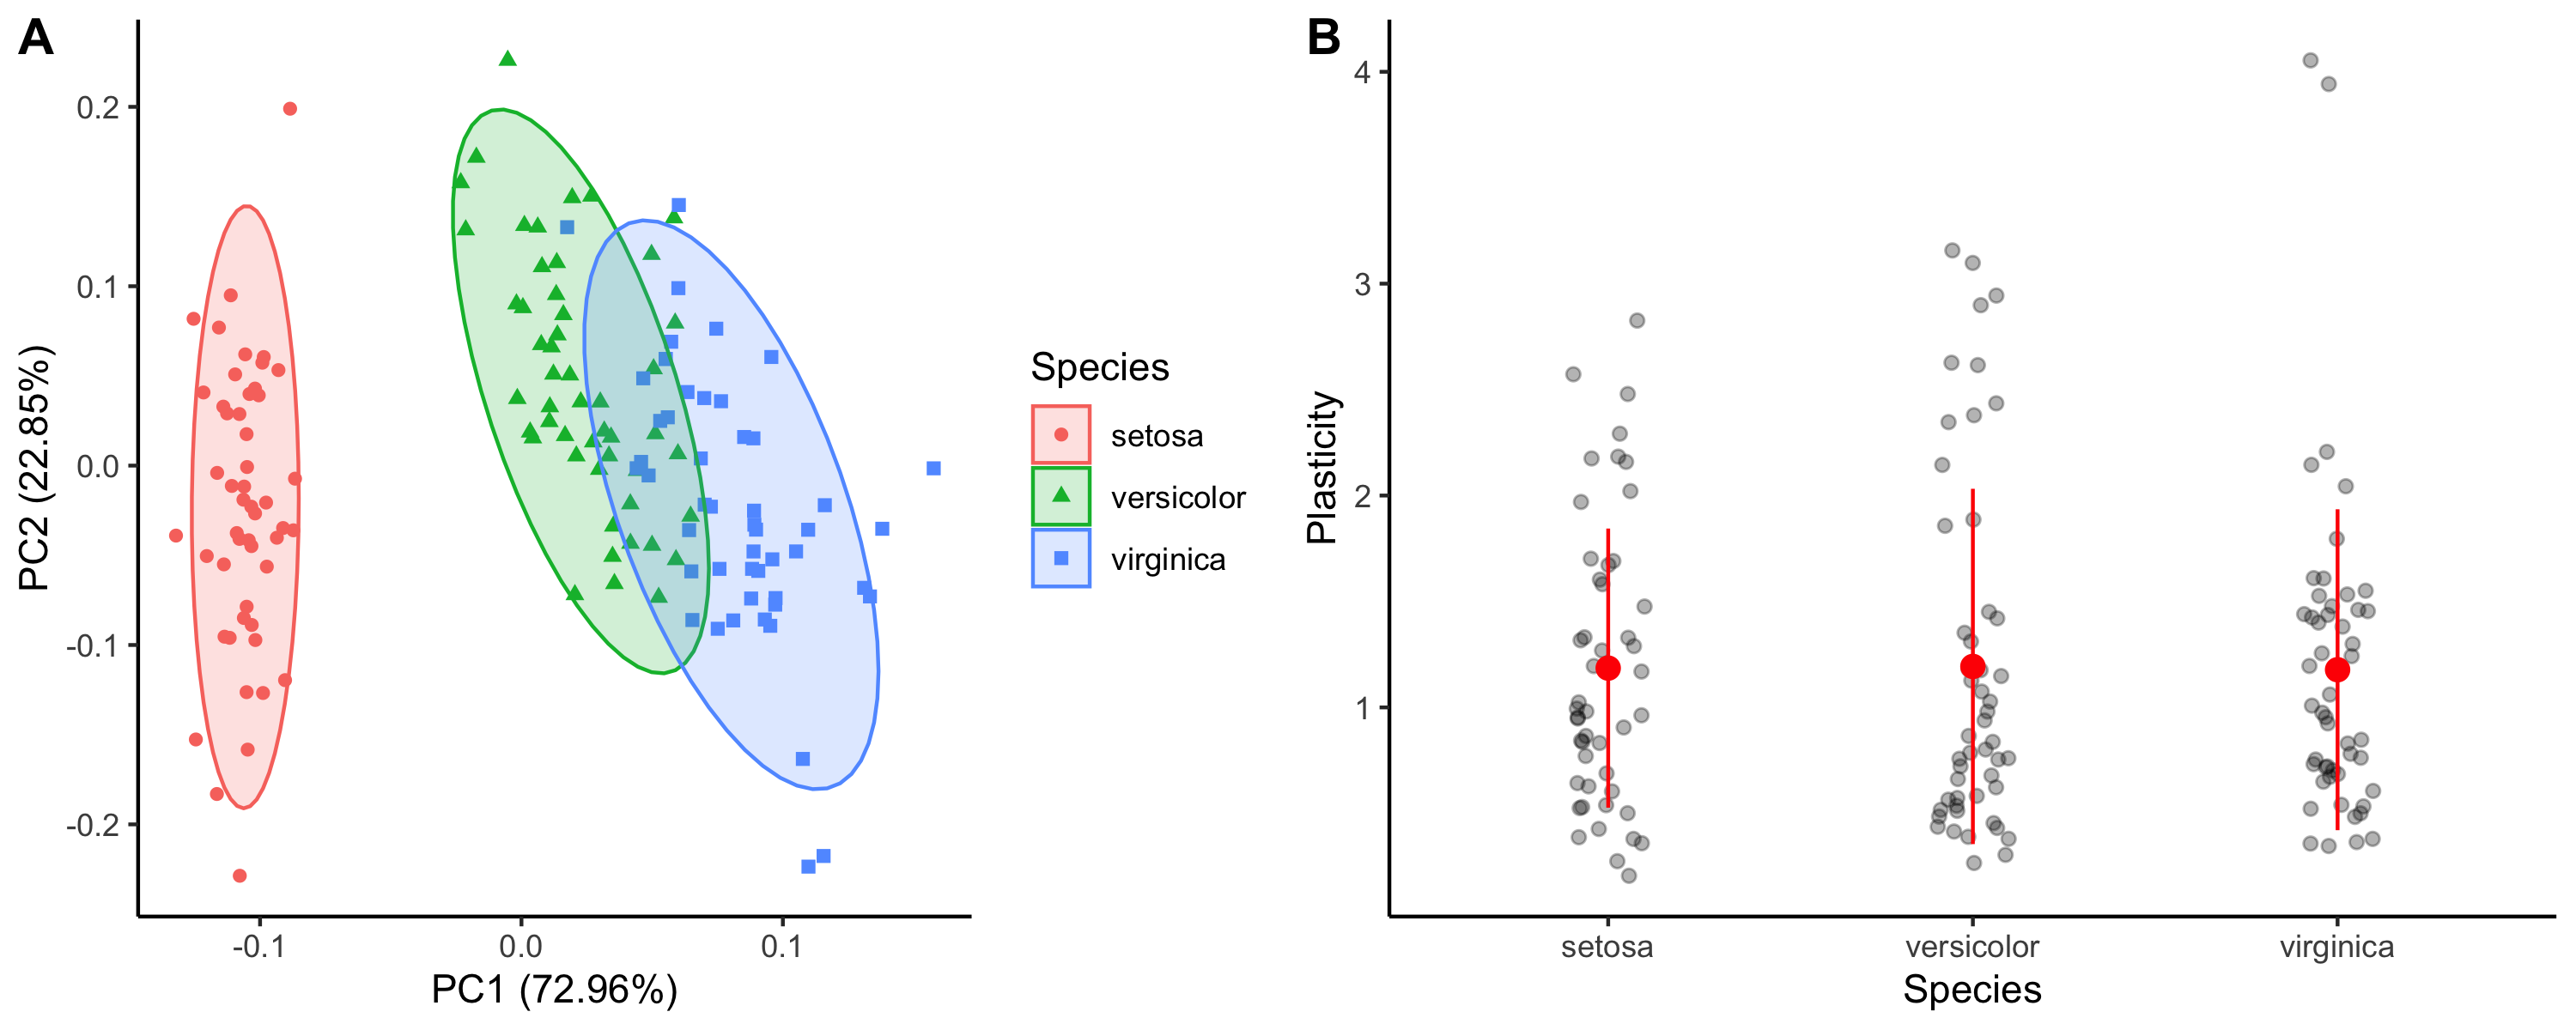 A
PC2 (22.85%)
0.2
0.1
0.0
-0.1
-0.2
-0.1
0.0
0.1
PC1 (72.96%)
Species
setosa
versicolor
virginica
B
Plasticity
4
3
2
1
setosa
versicolor
virginica
Species